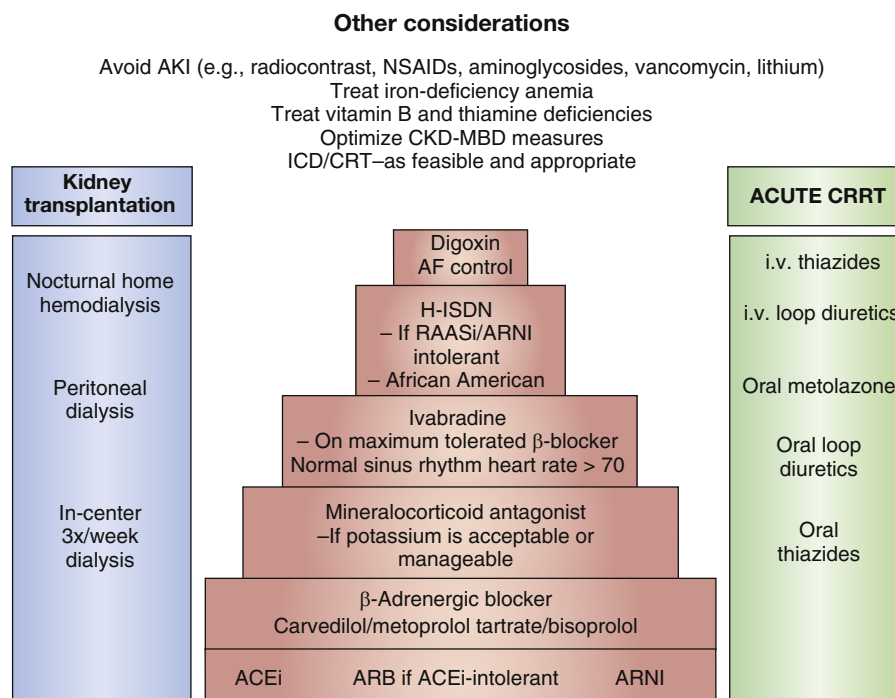 Other considerations
Avoid AKI (e.g., radiocontrast, NSAIDs, aminoglycosides, vancomycin, lithium)
Treat iron-deficiency anemia
Treat vitamin B and thiamine deficiencies
Optimize CKD-MBD measures
ICD/CRT–as feasible and appropriate
Kidney
transplantation
Nocturnal home
hemodialysis
Peritoneal
dialysis
In-center
3x/week
dialysis
Digoxin
AF control
H-ISDN
– If RAASi/ARNI
intolerant
– African American
Ivabradine
– On maximum tolerated β-blocker
Normal sinus rhythm heart rate > 70
Mineralocorticoid antagonist
–If potassium is acceptable or
manageable
β-Adrenergic blocker
Carvedilol/metoprolol tartrate/bisoprolol
ACEi ARB if ACEi-intolerant ARNI
ACUTE CRRT
i.v. thiazides
i.v. loop diuretics
Oral metolazone
Oral loop
diuretics
Oral
thiazides